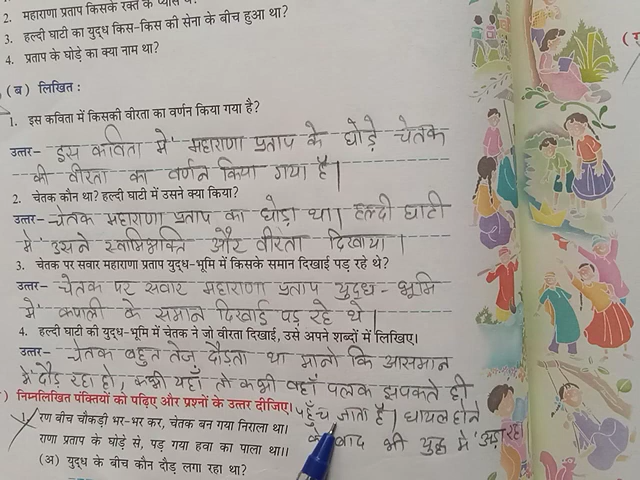 2. महाराणा प्रताप किसके रक्त के प्यासे थे?
3. हल्दी घाटी का युद्ध किस-किस की सेना के बीच हुआ था?
4. प्रताप के घोड़े का क्या नाम था?
(ब) लिखित :
1. इस कविता में किसकी वीरता का वर्णन किया गया है?
उत्तर- इस कविता में महाराणा प्रताप के घोड़े चेतक
की वीरता का वर्णन किया गया है।
2. चेतक कौन था? हल्दी घाटी में उसने क्या किया?
उत्तर- चेतक महाराणा प्रताप का घोड़ा था। हल्दी घाटी
में उसने स्वामिभक्ति और वीरता दिखाया।
3. चेतक पर सवार महाराणा प्रताप युद्ध-भूमि में किसके समान दिखाई पड़ रहे थे?
उत्तर- चेतक पर सवार महाराणा प्रताप युद्ध-भूमि
में कपाली के समान दिखाई पड़ रहे थे।
4. हल्दी घाटी की युद्ध-भूमि में चेतक ने जो वीरता दिखाई, उसे अपने शब्दों में लिखिए।
उत्तर- चेतक बहुत तेज दौड़ता था मानो कि आसमान
में दौड़ रहा हो, कभी यहाँ तो कभी वहाँ पलक झपकते ही
) निम्नलिखित पंक्तियों को पढ़िए और प्रश्नों के उत्तर दीजिए। पहुँच जाता है। घायल होने
रण बीच चौकड़ी भर-भर कर, चेतक बन गया निराला था।
के बाद भी युद्ध में अड़ा रहा
राणा प्रताप के घोड़े से, पड़ गया हवा का पाला था।।
(अ) युद्ध के बीच कौन दौड़ लगा रहा था?